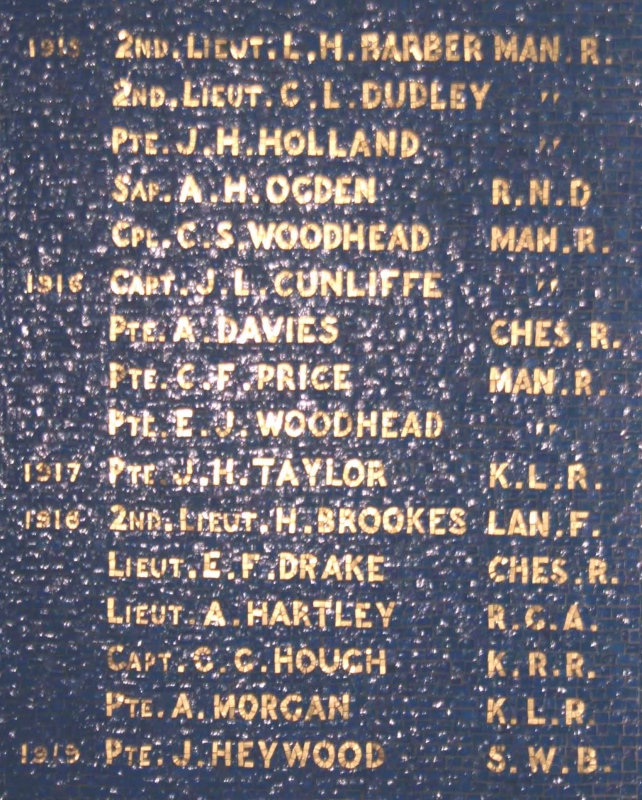 1915 2ND. LIEUT. L. H. BARBER MAN. R.
2ND. LIEUT. C. L. DUDLEY "
PTE. J. H. HOLLAND "
SAP. A. H. OGDEN R. N. D
CPL. C. S. WOODHEAD MAN. R.
1916 CAPT. J. L. CUNLIFFE "
PTE. A. DAVIES CHES. R.
PTE. C. F. PRICE MAN. R.
PTE. E. J. WOODHEAD "
1917 PTE. J. H. TAYLOR K. L. R.
2ND. LIEUT. H. BROOKES LAN. F.
LIEUT. E. F. DRAKE CHES. R.
LIEUT. A. HARTLEY R. G. A.
CAPT. G. C. HOUGH K. R. R.
PTE. A. MORGAN K. L. R.
1919 PTE. J. HEYWOOD S. W. B.